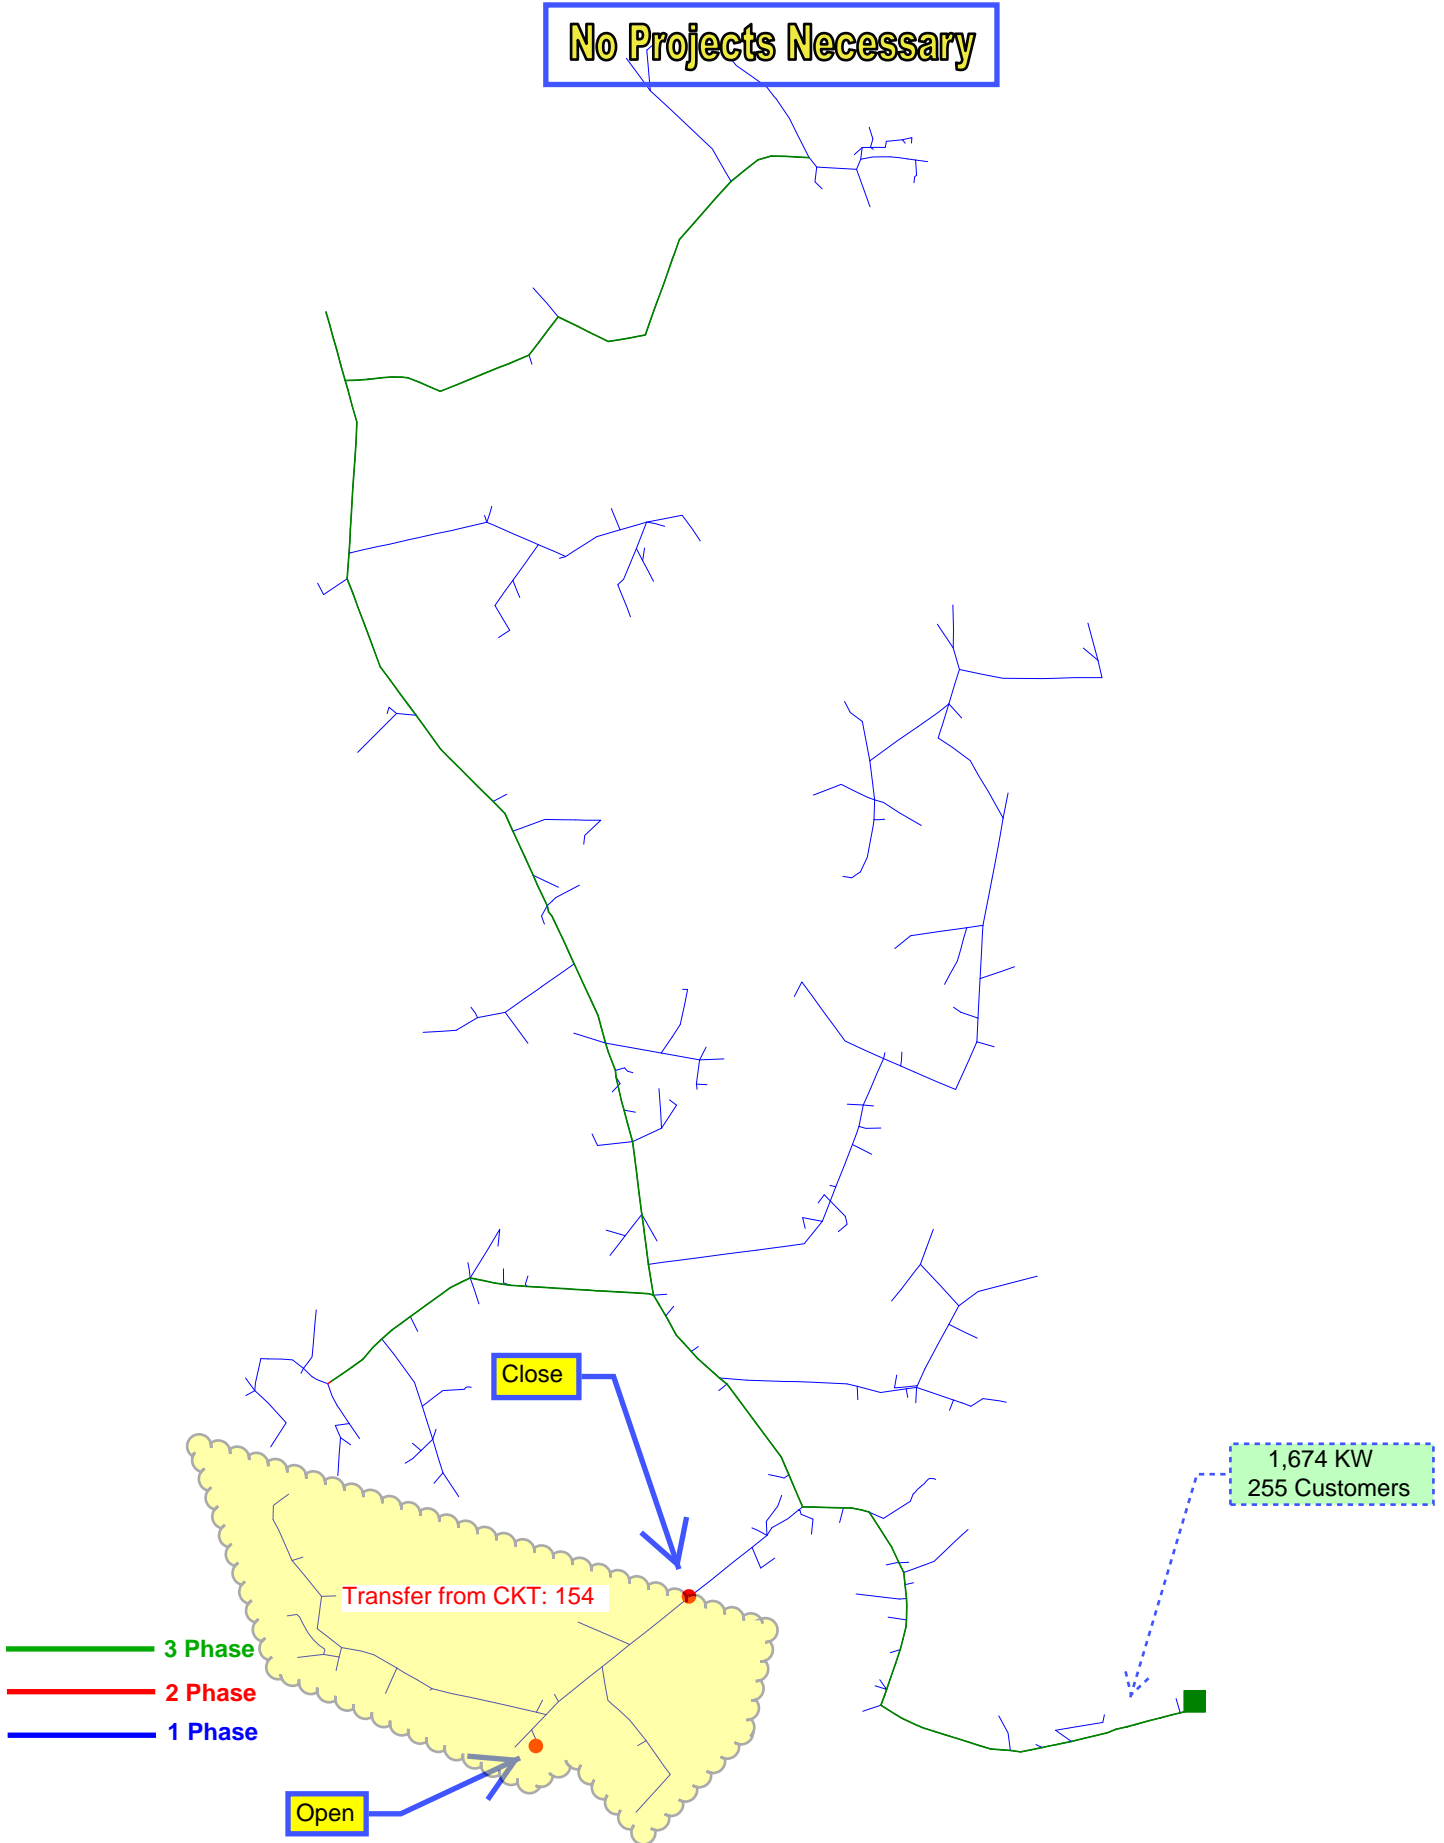 No Projects Necessary
Close
1,674 KW
255 Customers
Transfer from CKT: 154
3 Phase
2 Phase
1 Phase
Open